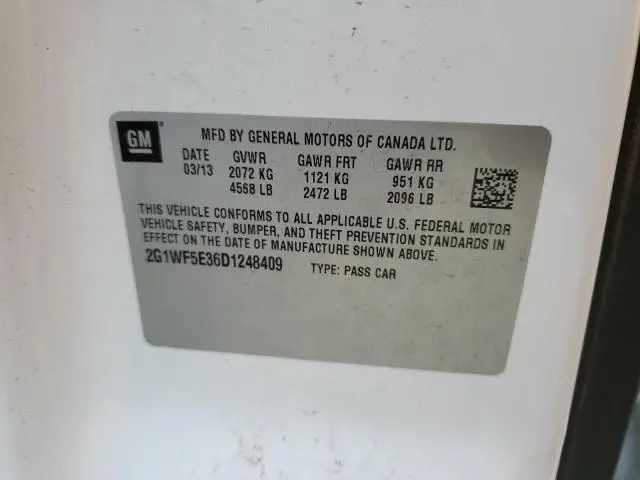 GM
MFD BY GENERAL MOTORS OF CANADA LTD.
DATE GVWR GAWR FRT GAWR RR
03/13 2072 KG 1121 KG 951 KG
4568 LB 2472 LB 2096 LB
THIS VEHICLE CONFORMS TO ALL APPLICABLE U.S. FEDERAL MOTOR
VEHICLE SAFETY, BUMPER, AND THEFT PREVENTION STANDARDS IN
EFFECT ON THE DATE OF MANUFACTURE SHOWN ABOVE.
2G1WF5E36D1248409 TYPE: PASS CAR